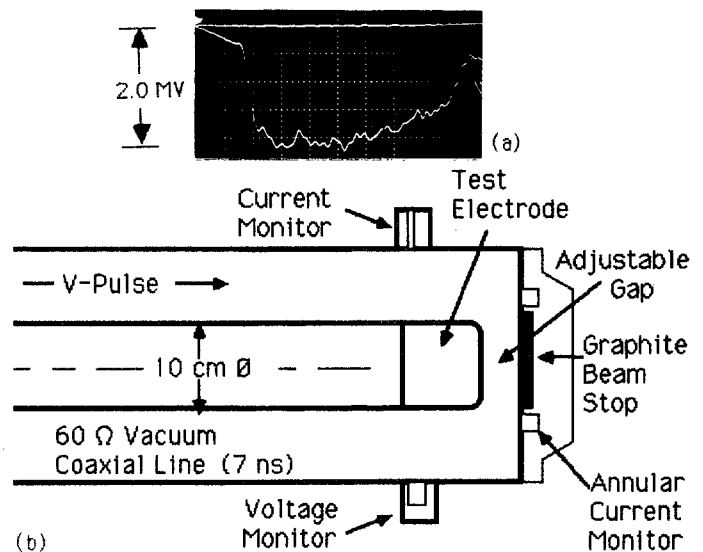 2.0 MV
(a)
Current
Monitor
Test
Electrode
V-Pulse
Adjustable
Gap
10 cm Ø
Graphite
Beam
Stop
60 Ω Vacuum
Coaxial Line (7 ns)
Voltage
Monitor
Annular
Current
Monitor
(b)